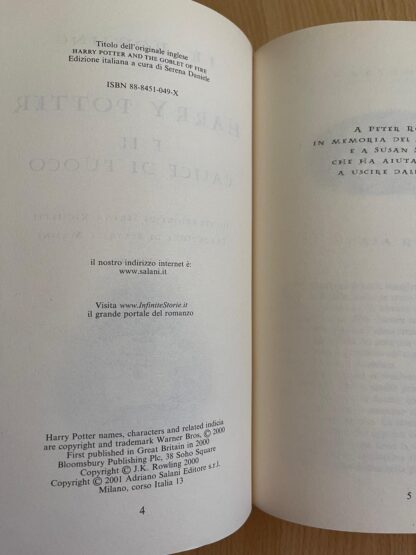 Titolo dell'originale inglese
HARRY POTTER AND THE GOBLET OF FIRE
Edizione italiana a cura di Serena Daniele
ISBN 88-8451-049-X
il nostro indirizzo internet è:
www.salani.it
Visita www.InfiniteStorie.it
il grande portale del romanzo
Harry Potter names, characters and related indicia
are copyright and trademark Warner Bros, © 2000
First published in Great Britain in 2000
Bloomsbury Publishing Plc, 38 Soho Square
Copyright © J.K. Rowling 2000
Copyright © 2001 Adriano Salani Editore s.r.l.
Milano, corso Italia 13
4
A PETER
IN MEMORIA DEL
E A SUSAN
CHE HA AIUTA
A USCIRE DAL
5